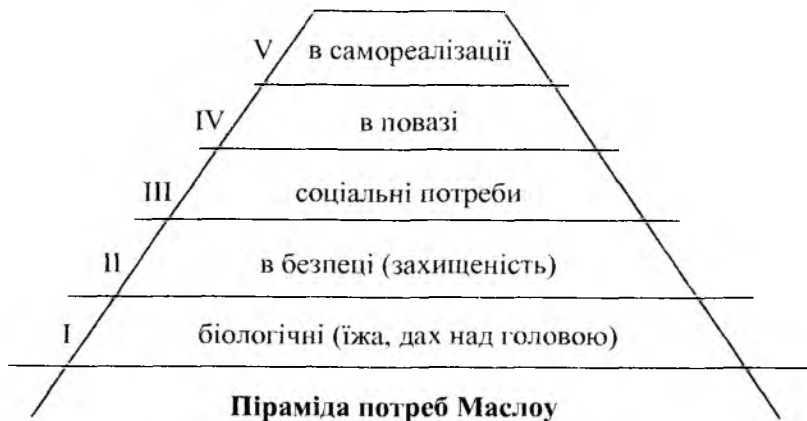 V в самореалізації
IV в повазі
III соціальні потреби
II в безпеці (захищеність)
I біологічні (їжа, дах над головою)
Піраміда потреб Маслоу